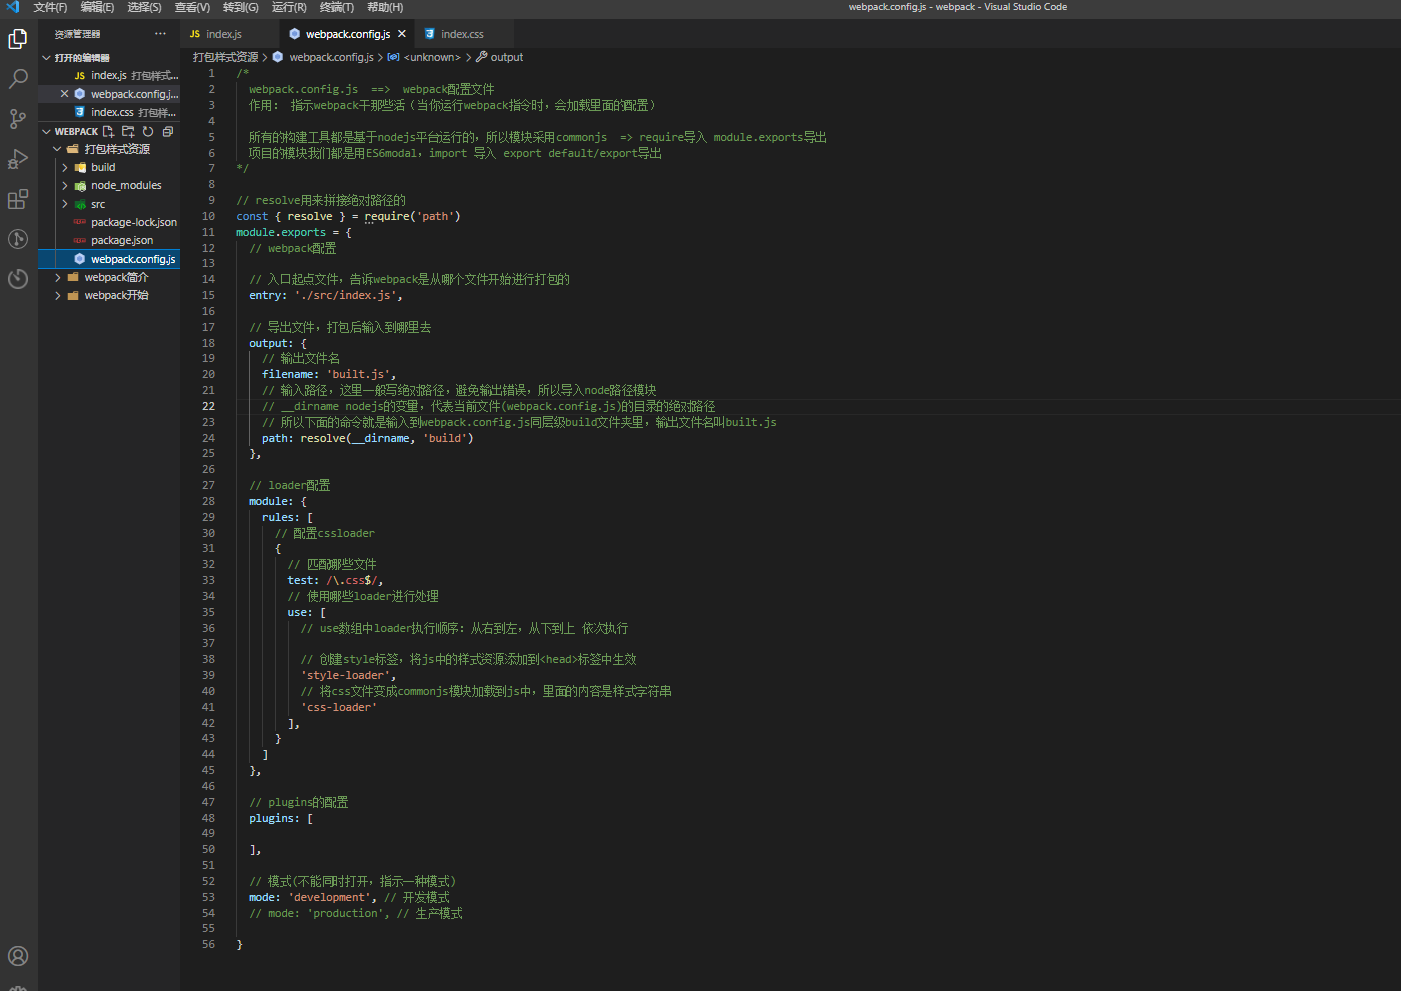 文件(F) 编辑(E) 选择(S) 查看(V) 转到(G) 运行(R) 终端(T) 帮助(H) webpack.config.js - webpack - Visual Studio Code
资源管理器 ···
打开的编辑器
JS index.js 打包样式...
webpack.config.j...
index.css 打包样...
WEBPACK
打包样式资源
build
node_modules
src
package-lock.json
package.json
webpack.config.js
webpack简介
webpack开始
JS index.js webpack.config.js index.css
打包样式资源 > webpack.config.js > <unknown> > output
1 /*
2 webpack.config.js ==> webpack配置文件
3 作用: 指示webpack干那些活（当你运行webpack指令时，会加载里面的配置）
4
5 所有的构建工具都是基于nodejs平台运行的，所以模块采用commonjs => require导入 module.exports导出
6 项目的模块我们都是用ES6modal，import 导入 export default/export导出
7 */
8
9 // resolve用来拼接绝对路径的
10 const { resolve } = require('path')
11 module.exports = {
12 // webpack配置
13
14 // 入口起点文件，告诉webpack是从哪个文件开始进行打包的
15 entry: './src/index.js',
16
17 // 导出文件，打包后输入到哪里去
18 output: {
19 // 输出文件名
20 filename: 'built.js',
21 // 输入路径，这里一般写绝对路径，避免输出错误，所以导入node路径模块
22 // __dirname nodejs的变量，代表当前文件(webpack.config.js)的目录的绝对路径
23 // 所以下面的命令就是输入到webpack.config.js同层级build文件夹里，输出文件名叫built.js
24 path: resolve(__dirname, 'build')
25 },
26
27 // loader配置
28 module: {
29 rules: [
30 // 配置cssloader
31 {
32 // 匹配哪些文件
33 test: /\.css$/,
34 // 使用哪些loader进行处理
35 use: [
36 // use数组中loader执行顺序: 从右到左，从下到上 依次执行
37
38 // 创建style标签，将js中的样式资源添加到<head>标签中生效
39 'style-loader',
40 // 将css文件变成commonjs模块加载到js中，里面的内容是样式字符串
41 'css-loader'
42 ],
43 }
44 ]
45 },
46
47 // plugins的配置
48 plugins: [
49
50 ],
51
52 // 模式(不能同时打开，指示一种模式)
53 mode: 'development', // 开发模式
54 // mode: 'production', // 生产模式
55
56 }